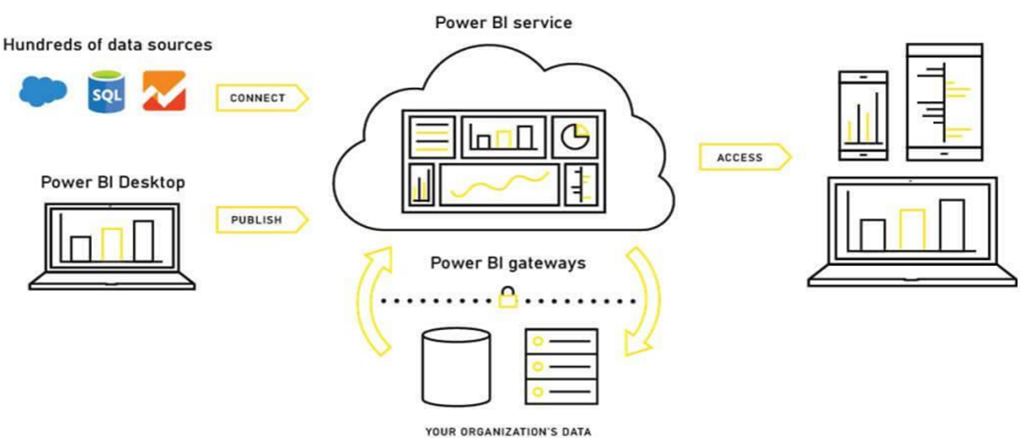 Power BI service
Hundreds of data sources
SQL
CONNECT
ACCESS
Power BI Desktop
PUBLISH
Power BI gateways
YOUR ORGANIZATION'S DATA